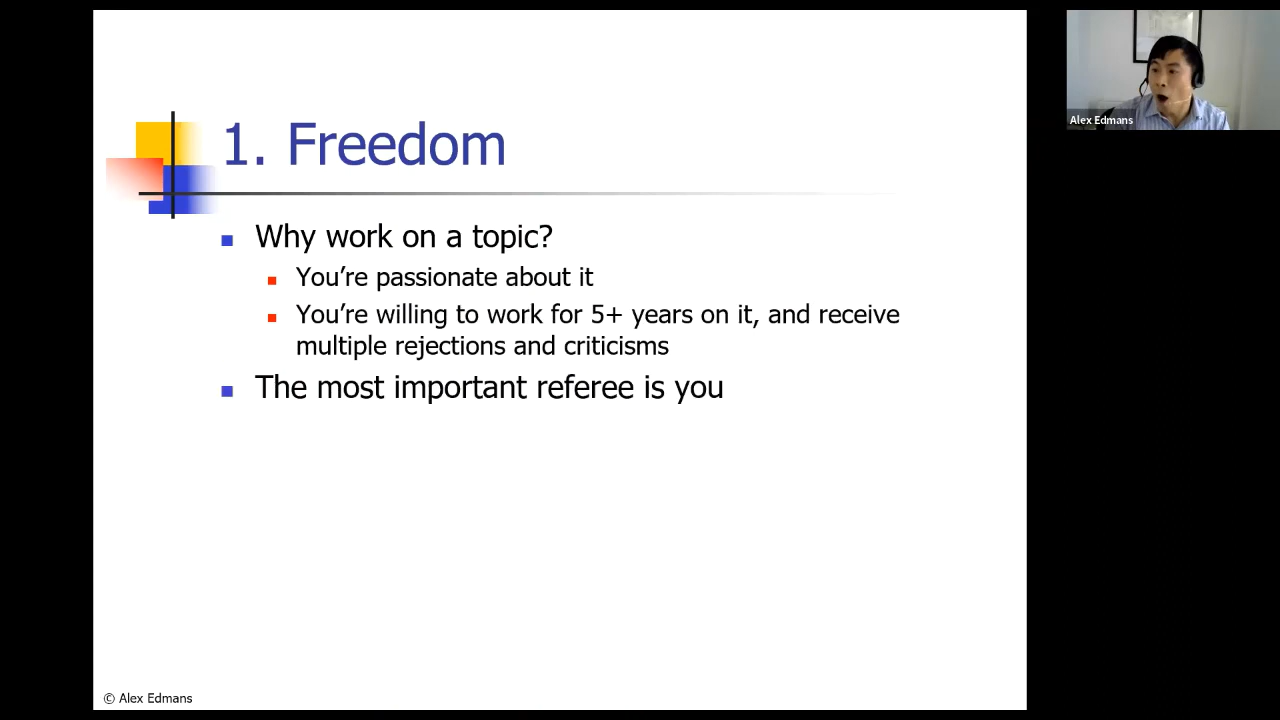 1. Freedom
Why work on a topic?
You’re passionate about it
You’re willing to work for 5+ years on it, and receive
multiple rejections and criticisms
The most important referee is you
© Alex Edmans
Alex Edmans